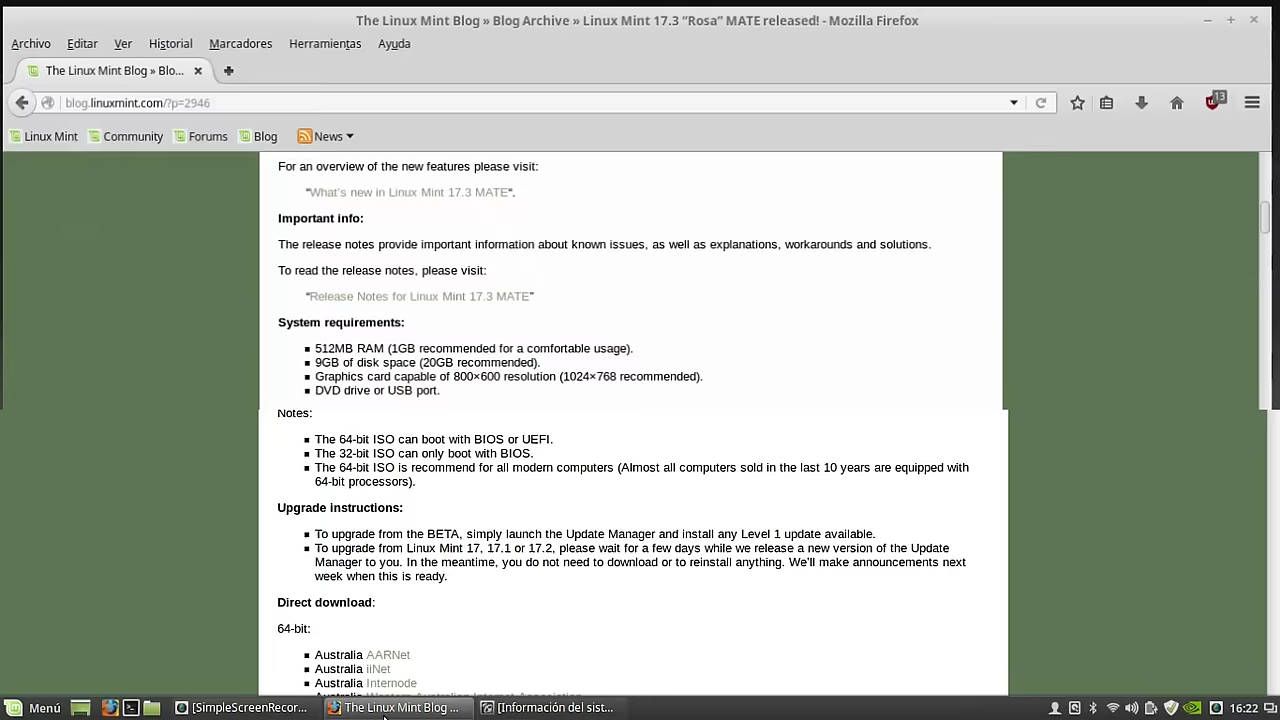 The Linux Mint Blog » Blog Archive » Linux Mint 17.3 “Rosa” MATE released! - Mozilla Firefox
Archivo Editar Ver Historial Marcadores Herramientas Ayuda
The Linux Mint Blog » Blo...
blog.linuxmint.com/?p=2946
13
Linux Mint Community Forums Blog News
For an overview of the new features please visit:
“What’s new in Linux Mint 17.3 MATE“.
Important info:
The release notes provide important information about known issues, as well as explanations, workarounds and solutions.
To read the release notes, please visit:
“Release Notes for Linux Mint 17.3 MATE”
System requirements:
512MB RAM (1GB recommended for a comfortable usage).
9GB of disk space (20GB recommended).
Graphics card capable of 800×600 resolution (1024×768 recommended).
DVD drive or USB port.
Notes:
The 64-bit ISO can boot with BIOS or UEFI.
The 32-bit ISO can only boot with BIOS.
The 64-bit ISO is recommend for all modern computers (Almost all computers sold in the last 10 years are equipped with
64-bit processors).
Upgrade instructions:
To upgrade from the BETA, simply launch the Update Manager and install any Level 1 update available.
To upgrade from Linux Mint 17, 17.1 or 17.2, please wait for a few days while we release a new version of the Update
Manager to you. In the meantime, you do not need to download or to reinstall anything. We’ll make announcements next
week when this is ready.
Direct download:
64-bit:
Australia AARNet
Australia iiNet
Australia Internode
Australia Western Australian Internet Association
Menú [SimpleScreenRecor... The Linux Mint Blog ... [Información del sist... 16:22